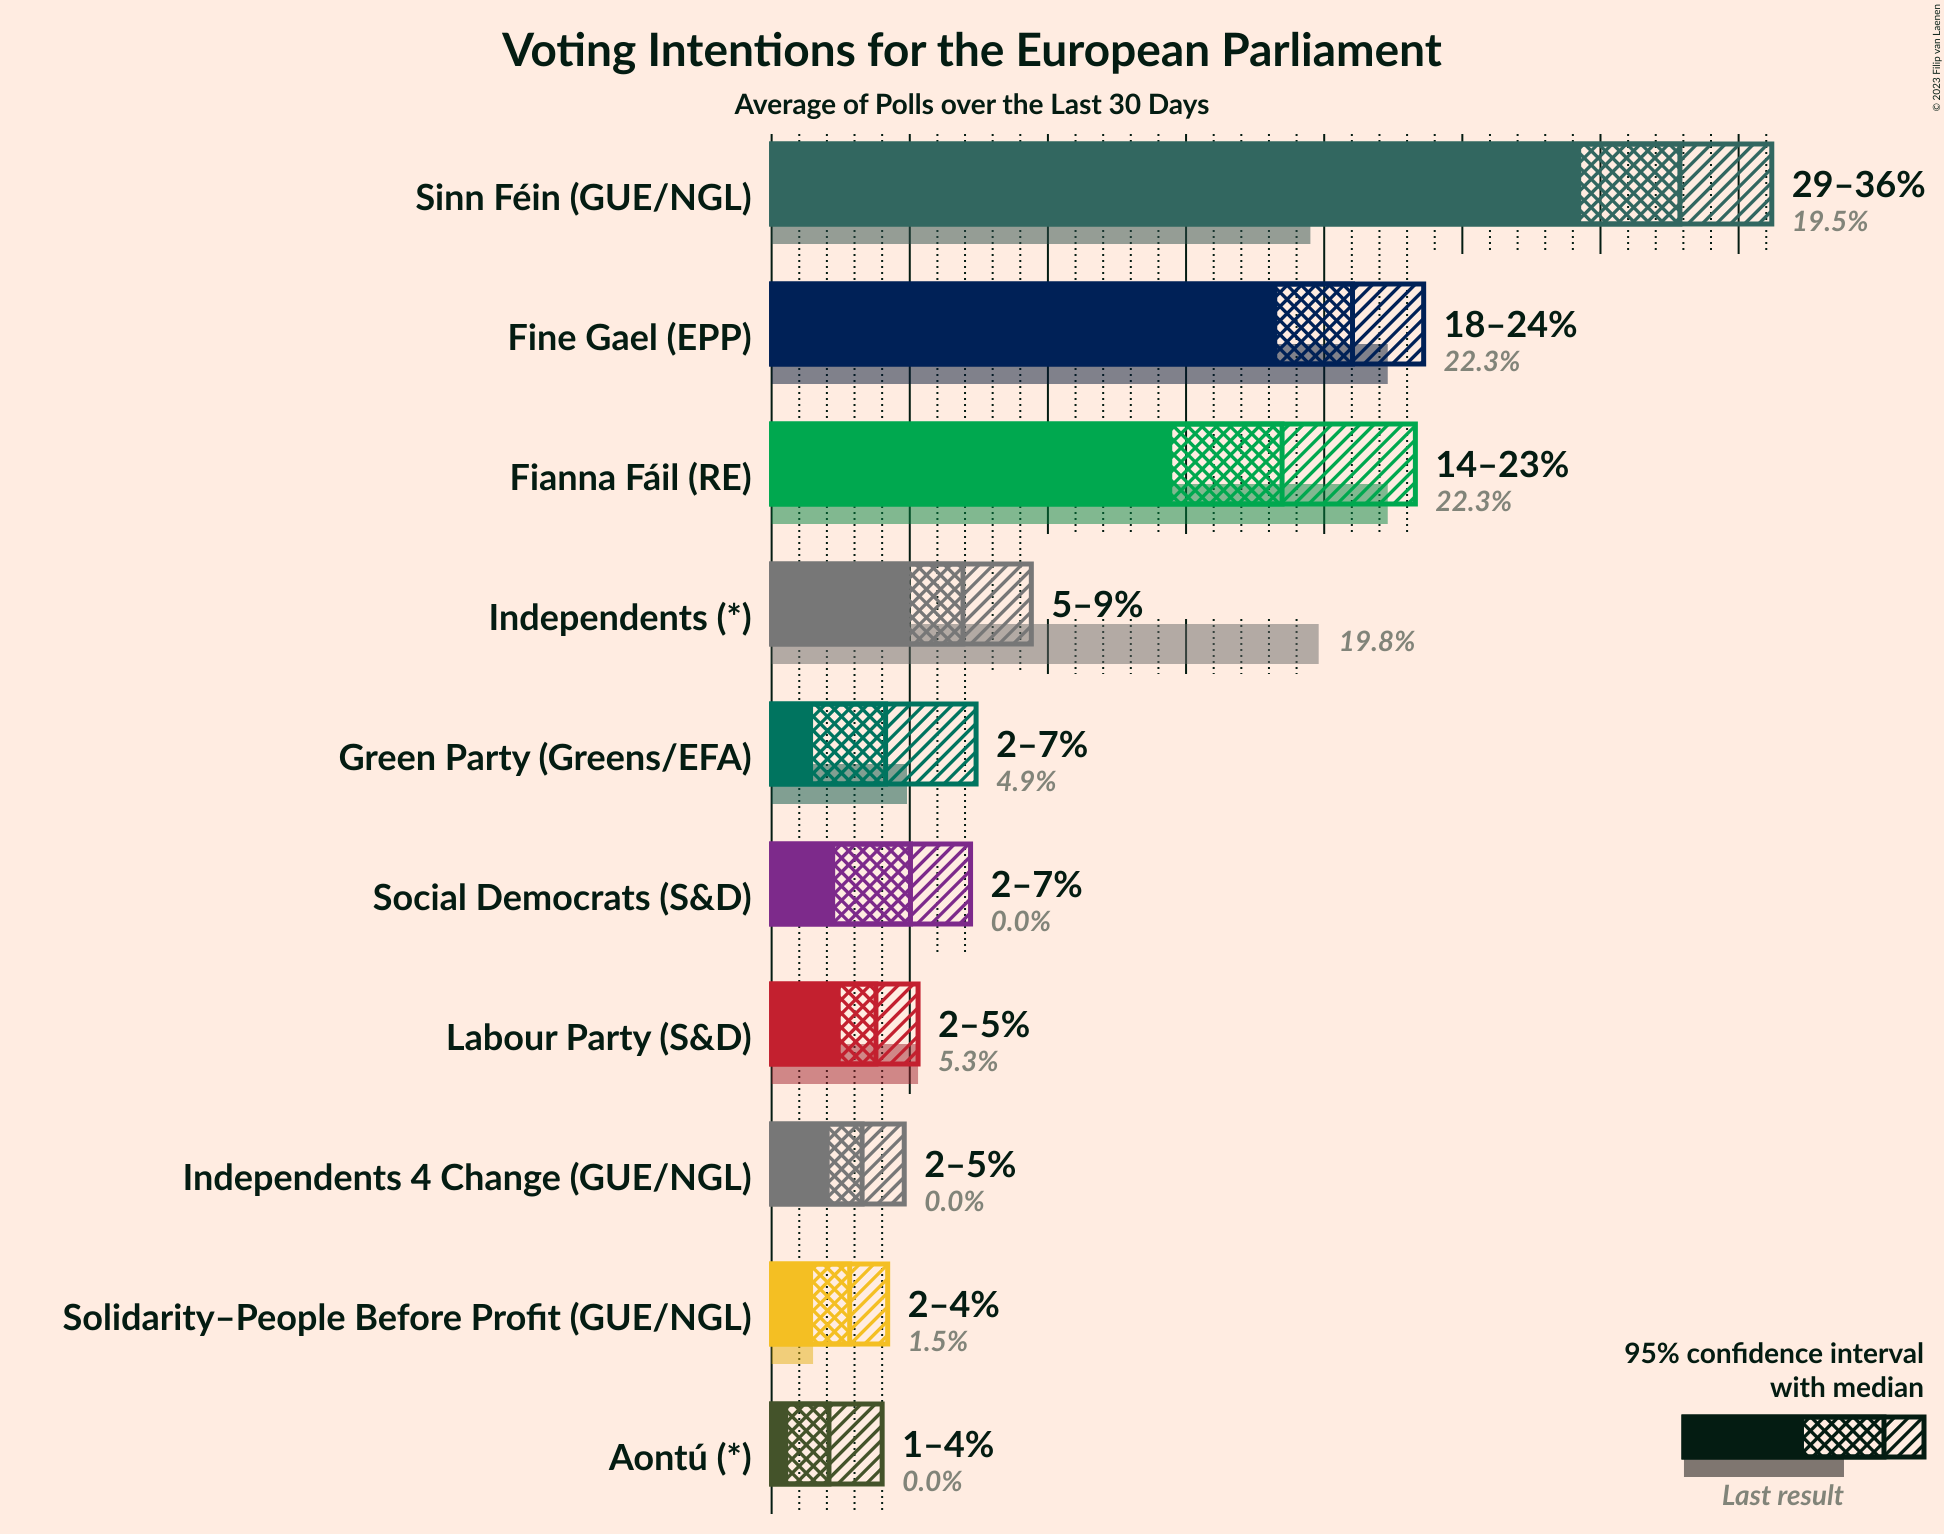 © 2023 Filip van Laenen
Voting Intentions for the European Parliament
Average of Polls over the Last 30 Days
Sinn Féin (GUE/NGL)
29–36%
19.5%
Fine Gael (EPP)
18–24%
22.3%
Fianna Fáil (RE)
14–23%
22.3%
Independents (*)
5–9%
19.8%
Green Party (Greens/EFA)
2–7%
4.9%
Social Democrats (S&D)
2–7%
0.0%
Labour Party (S&D)
2–5%
5.3%
Independents 4 Change (GUE/NGL)
2–5%
0.0%
Solidarity–People Before Profit (GUE/NGL)
2–4%
1.5%
Aontú (*)
1–4%
0.0%
95% confidence interval
with median
Last result